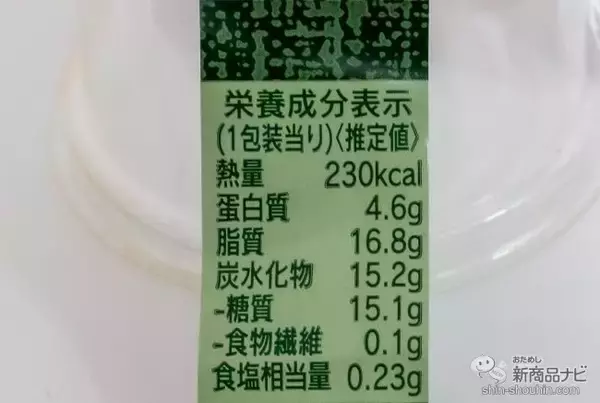 栄養成分表示
(1包装当り)〈推定値〉
熱量 230kcal
蛋白質 4.6g
脂質 16.8g
炭水化物 15.2g
-糖質 15.1g
-食物繊維 0.1g
食塩相当量 0.23g
おためし
新商品ナビ
shin-shouhin.com